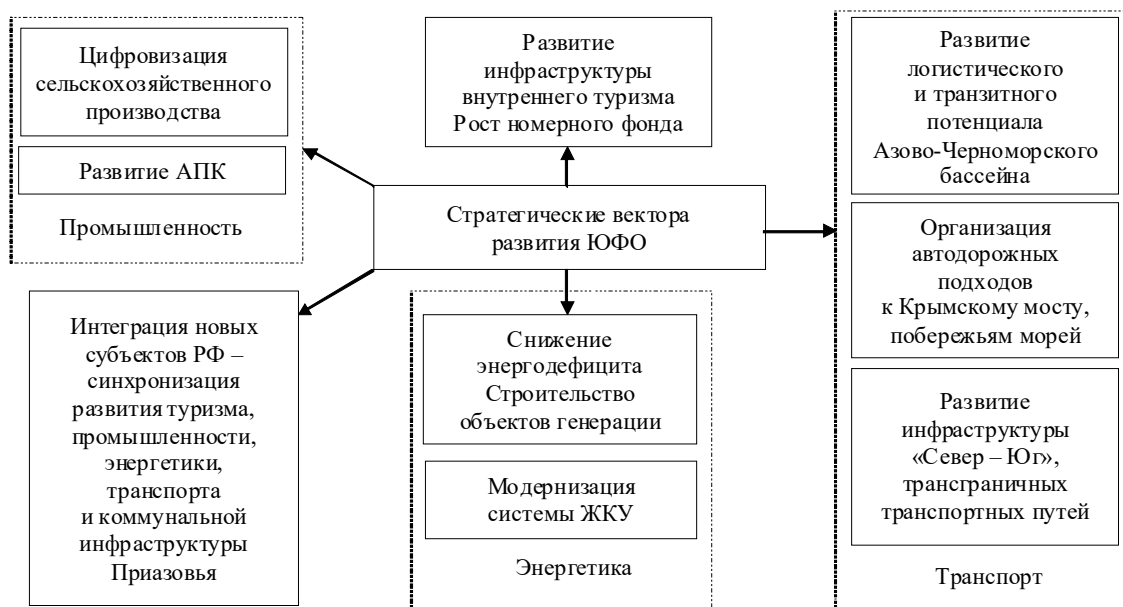 Цифровизация
сельскохозяйственного
производства
Развитие АПК
Промышленность
Развитие
инфраструктуры
внутреннего туризма
Рост номерного фонда
Стратегические вектора
развития ЮФО
Развитие
логистического
и транзитного
потенциала
Азово-Черноморского
бассейна
Организация
автодорожных
подходов
к Крымскому мосту,
побережьям морей
Развитие
инфраструктуры
«Север – Юг»,
трансграничных
транспортных путей
Транспорт
Интеграция новых
субъектов РФ –
синхронизация
развития туризма,
промышленности,
энергетики,
транспорта
и коммунальной
инфраструктуры
Приазовья
Снижение
энергодефицита
Строительство
объектов генерации
Модернизация
системы ЖКУ
Энергетика